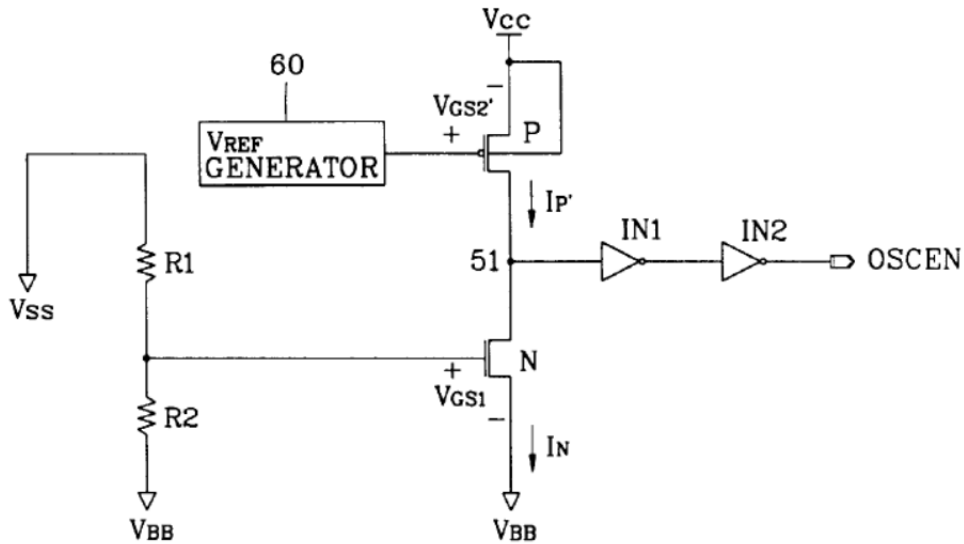 VCC
60
VGS2'
P
+
−
VREF
GENERATOR
IP'
IN1
IN2
R1
51
OSCEN
VSS
+
N
VGS1
−
R2
IN
VBB
VBB